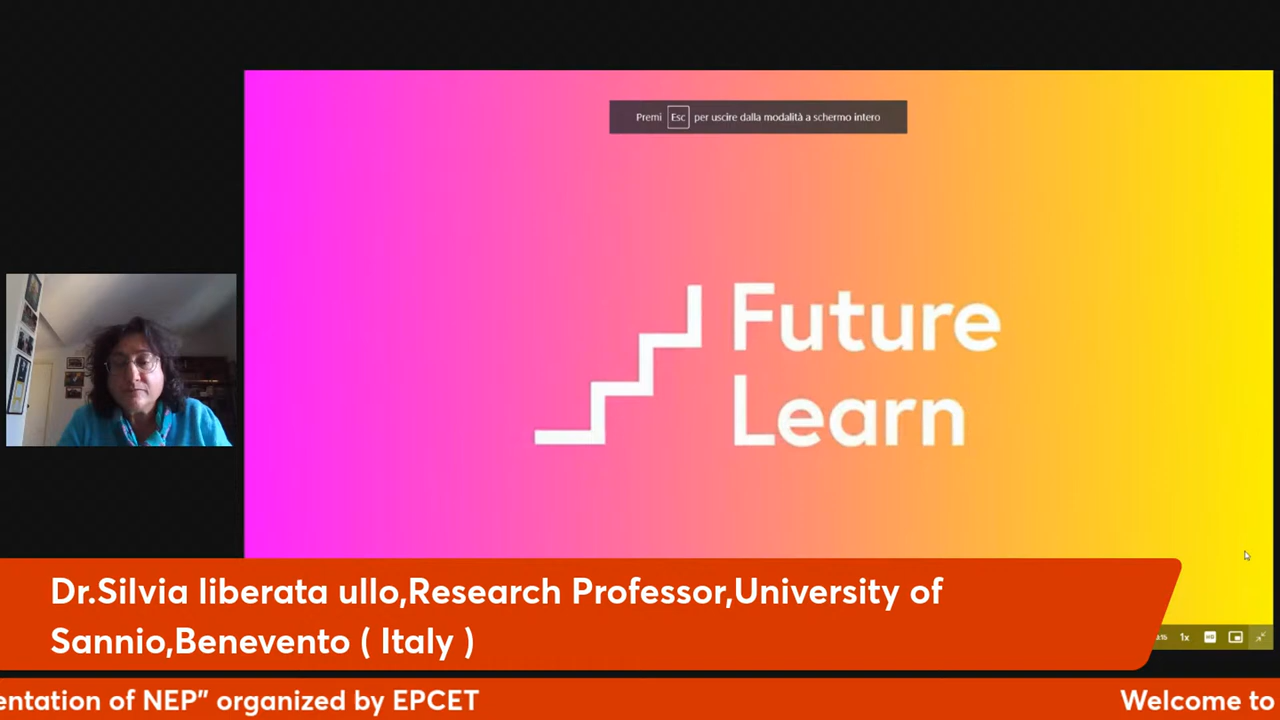 Premi Esc per uscire dalla modalità a schermo intero
Future
Learn
1x
HD
Dr.Silvia liberata ullo,Research Professor,University of
Sannio,Benevento ( Italy )
entation of NEP” organized by EPCET
Welcome to